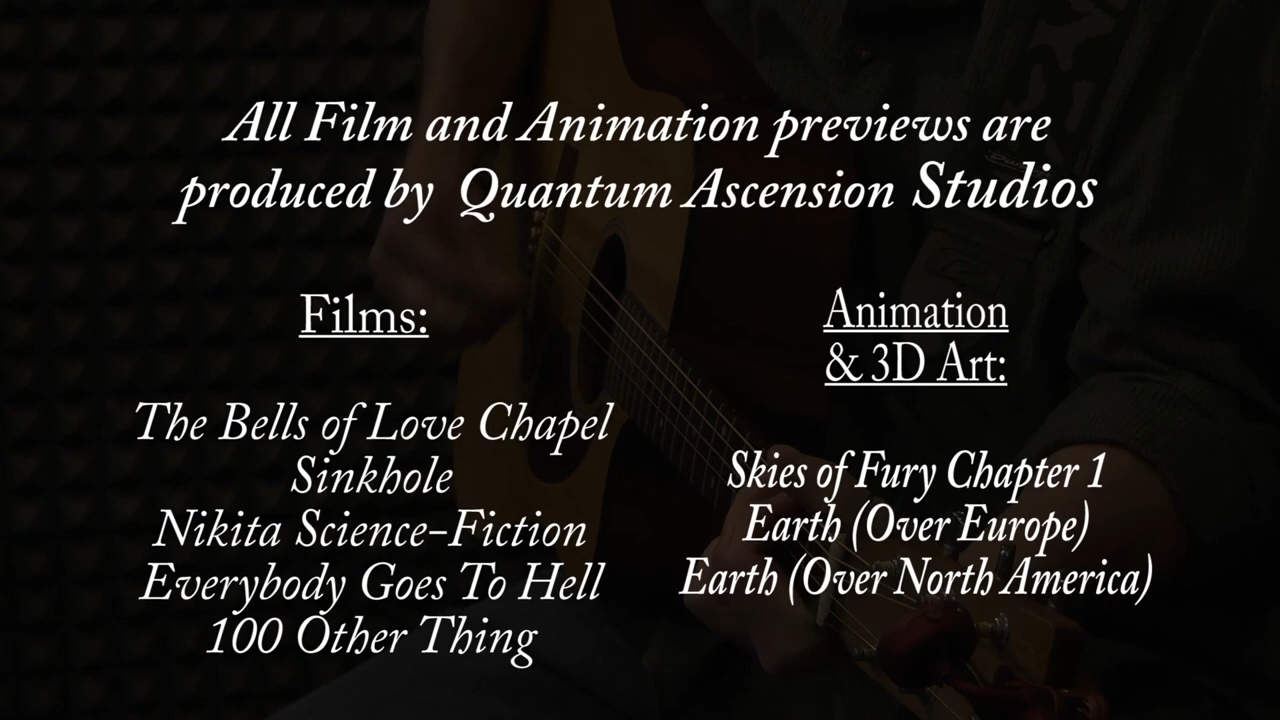 All Film and Animation previews are
produced by Quantum Ascension Studios
Films:
The Bells of Love Chapel
Sinkhole
Nikita Science-Fiction
Everybody Goes To Hell
100 Other Thing
Animation
& 3D Art:
Skies of Fury Chapter 1
Earth (Over Europe)
Earth (Over North America)